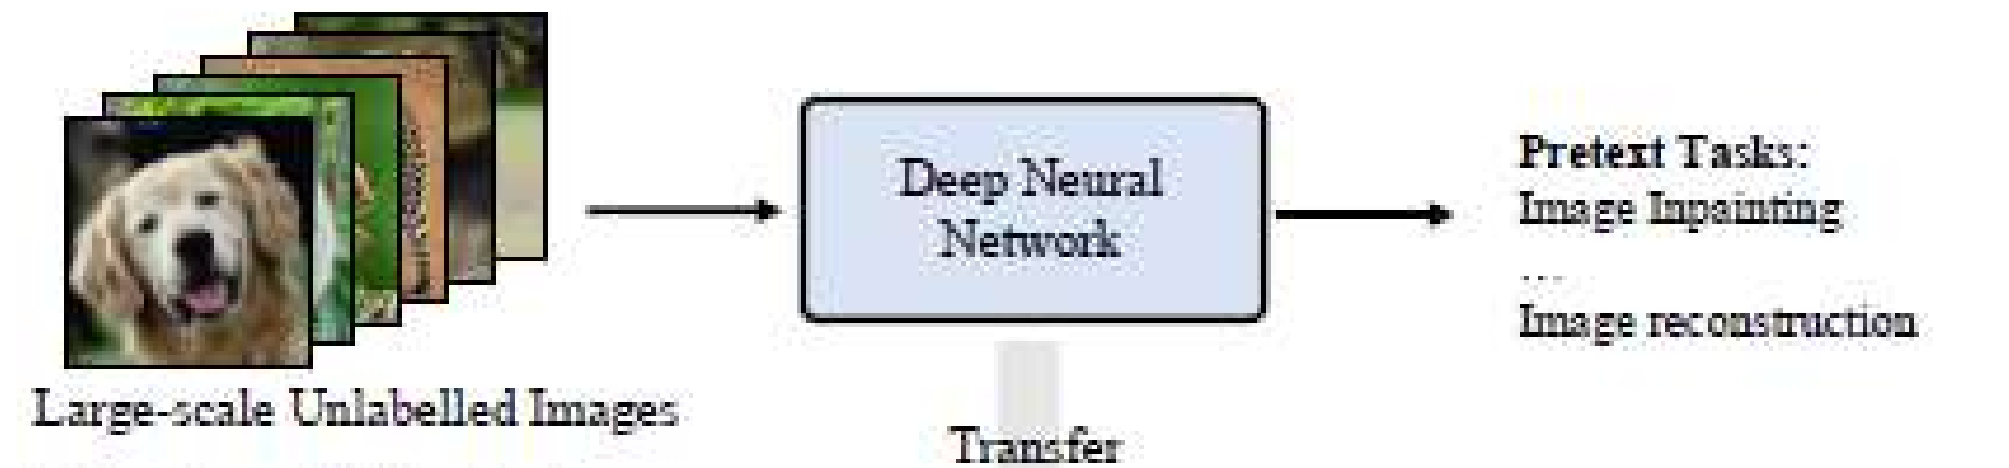 Deep Neural
Network
Pretext Tasks:
Image Inpainting
...
Image reconstruction
Large-scale Unlabelled Images
Transfer